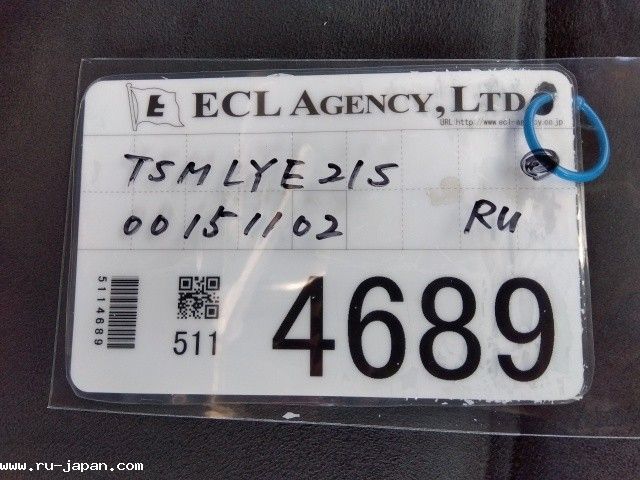 E ECL AGENCY, LTD
URL http://www.ecl-agency.co.jp
TSMLYE21S
00151102 RU
5114689
511
4689
www.ru-japan.com